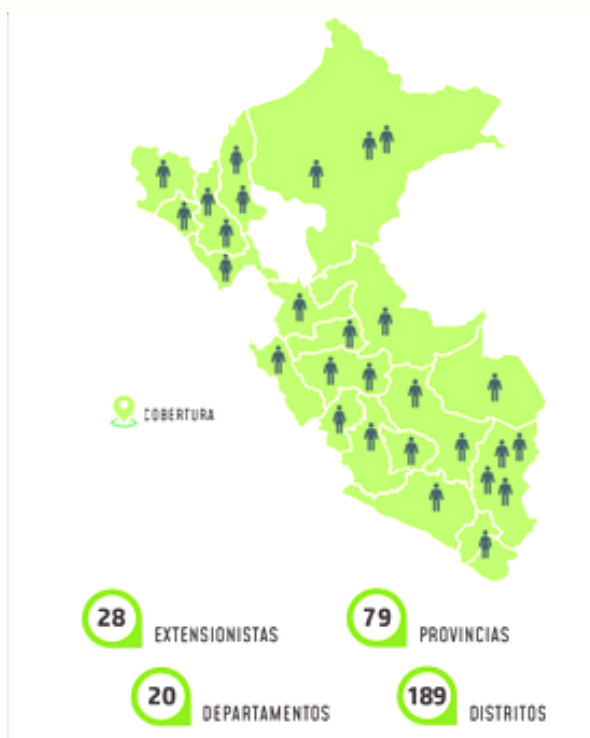 COBERTURA
28 EXTENSIONISTAS
79 PROVINCIAS
20 DEPARTAMENTOS
189 DISTRITOS